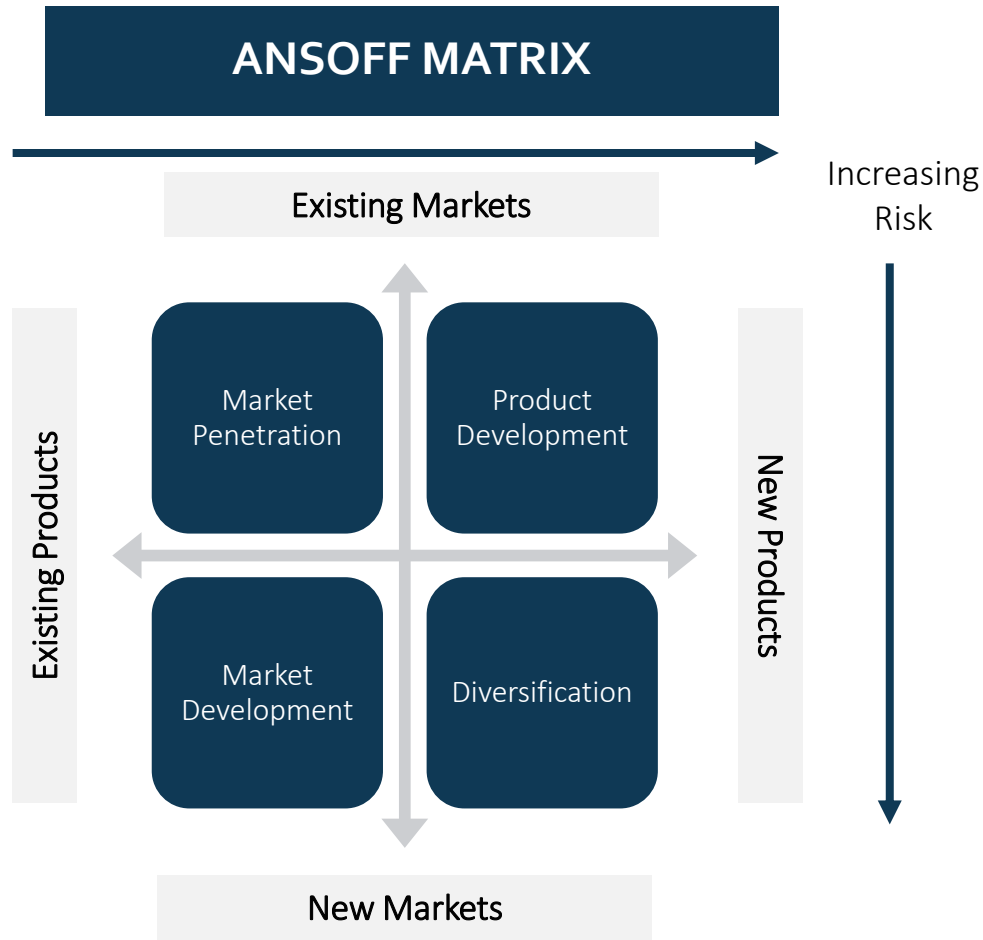 ANSOFF MATRIX
Increasing
Risk
Existing Markets
Existing Products
Market
Penetration
Product
Development
New Products
Market
Development
Diversification
New Markets